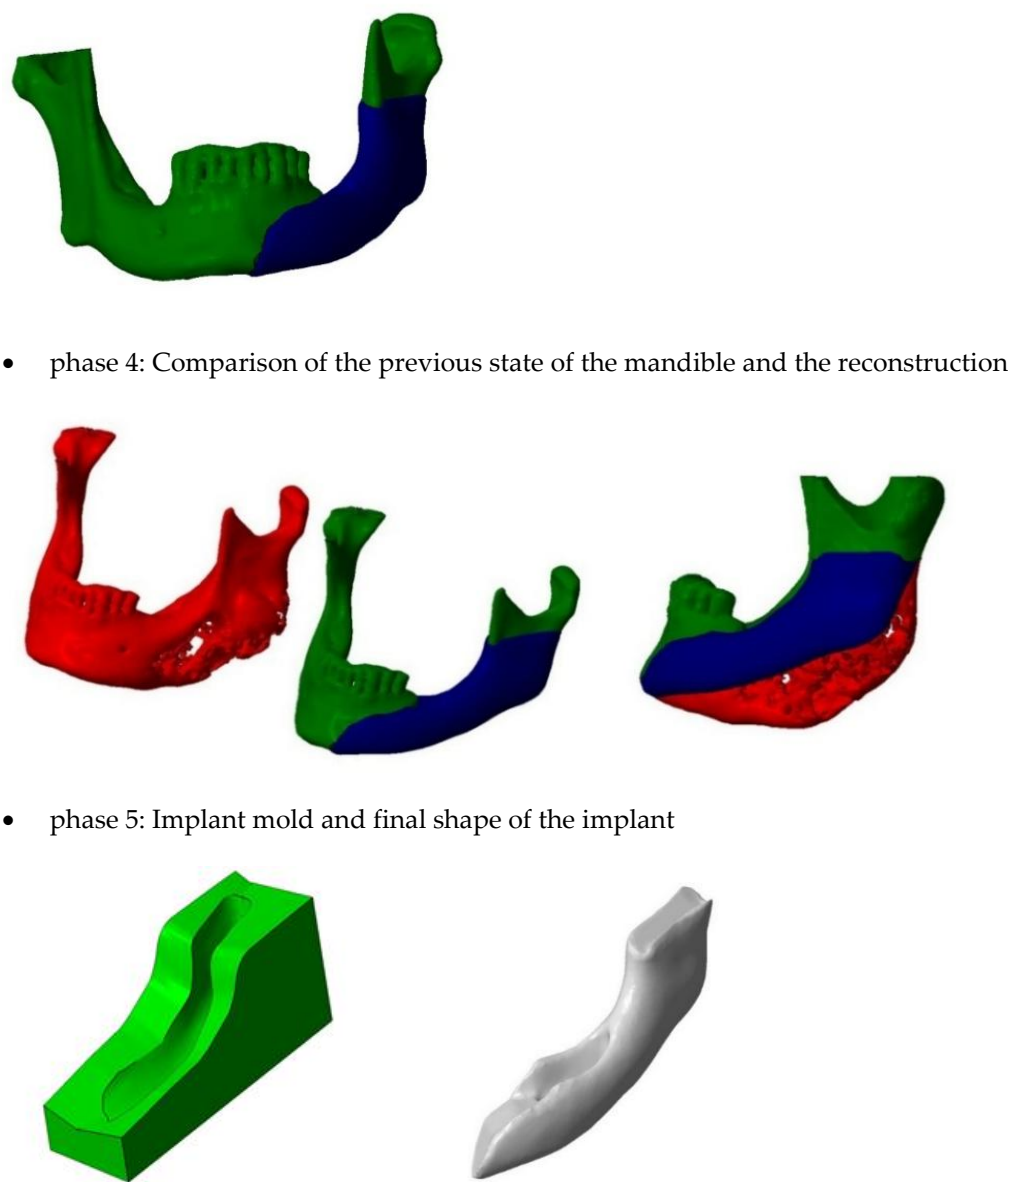 • phase 4: Comparison of the previous state of the mandible and the reconstruction
• phase 5: Implant mold and final shape of the implant